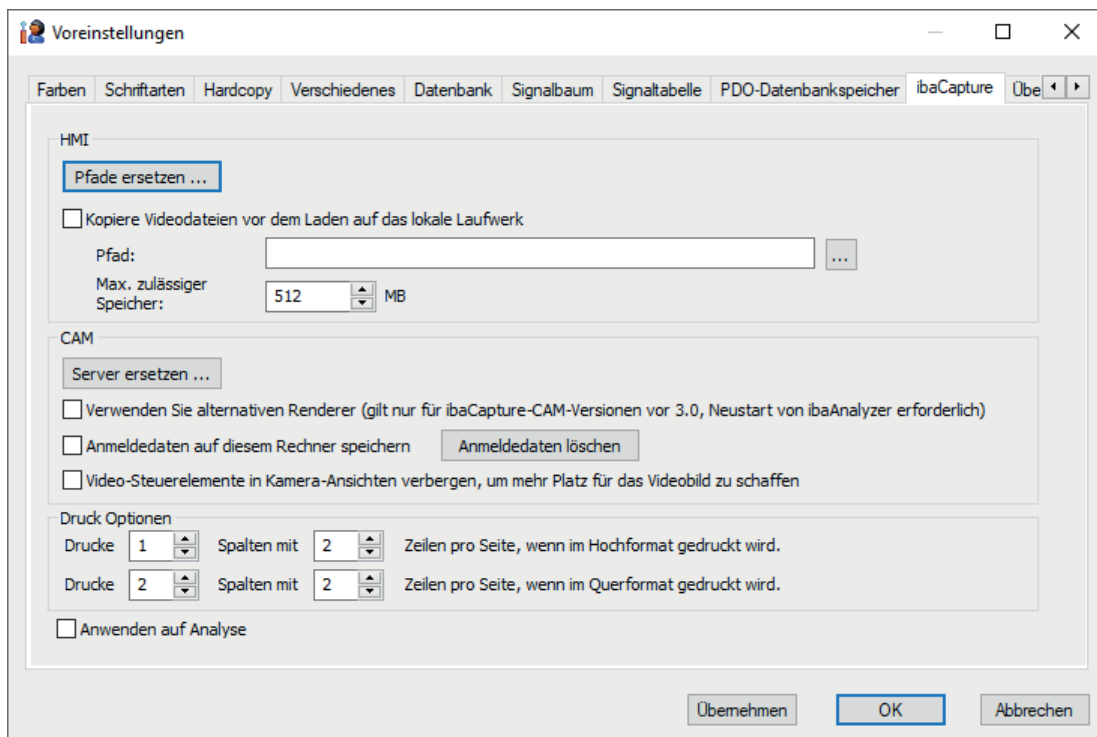 Voreinstellungen
Farben Schriftarten Hardcopy Verschiedenes Datenbank Signalbaum Signaltabelle PDO-Datenbankspeicher ibaCapture Übe
HMI
Pfade ersetzen ...
Kopiere Videodateien vor dem Laden auf das lokale Laufwerk
Pfad: ...
Max. zulässiger
Speicher: 512 MB
CAM
Server ersetzen ...
Verwenden Sie alternativen Renderer (gilt nur für ibaCapture-CAM-Versionen vor 3.0, Neustart von ibaAnalyzer erforderlich)
Anmeldedaten auf diesem Rechner speichern Anmeldedaten löschen
Video-Steuerelemente in Kamera-Ansichten verbergen, um mehr Platz für das Videobild zu schaffen
Druck Optionen
Drucke 1 Spalten mit 2 Zeilen pro Seite, wenn im Hochformat gedruckt wird.
Drucke 2 Spalten mit 2 Zeilen pro Seite, wenn im Querformat gedruckt wird.
Anwenden auf Analyse
Übernehmen OK Abbrechen